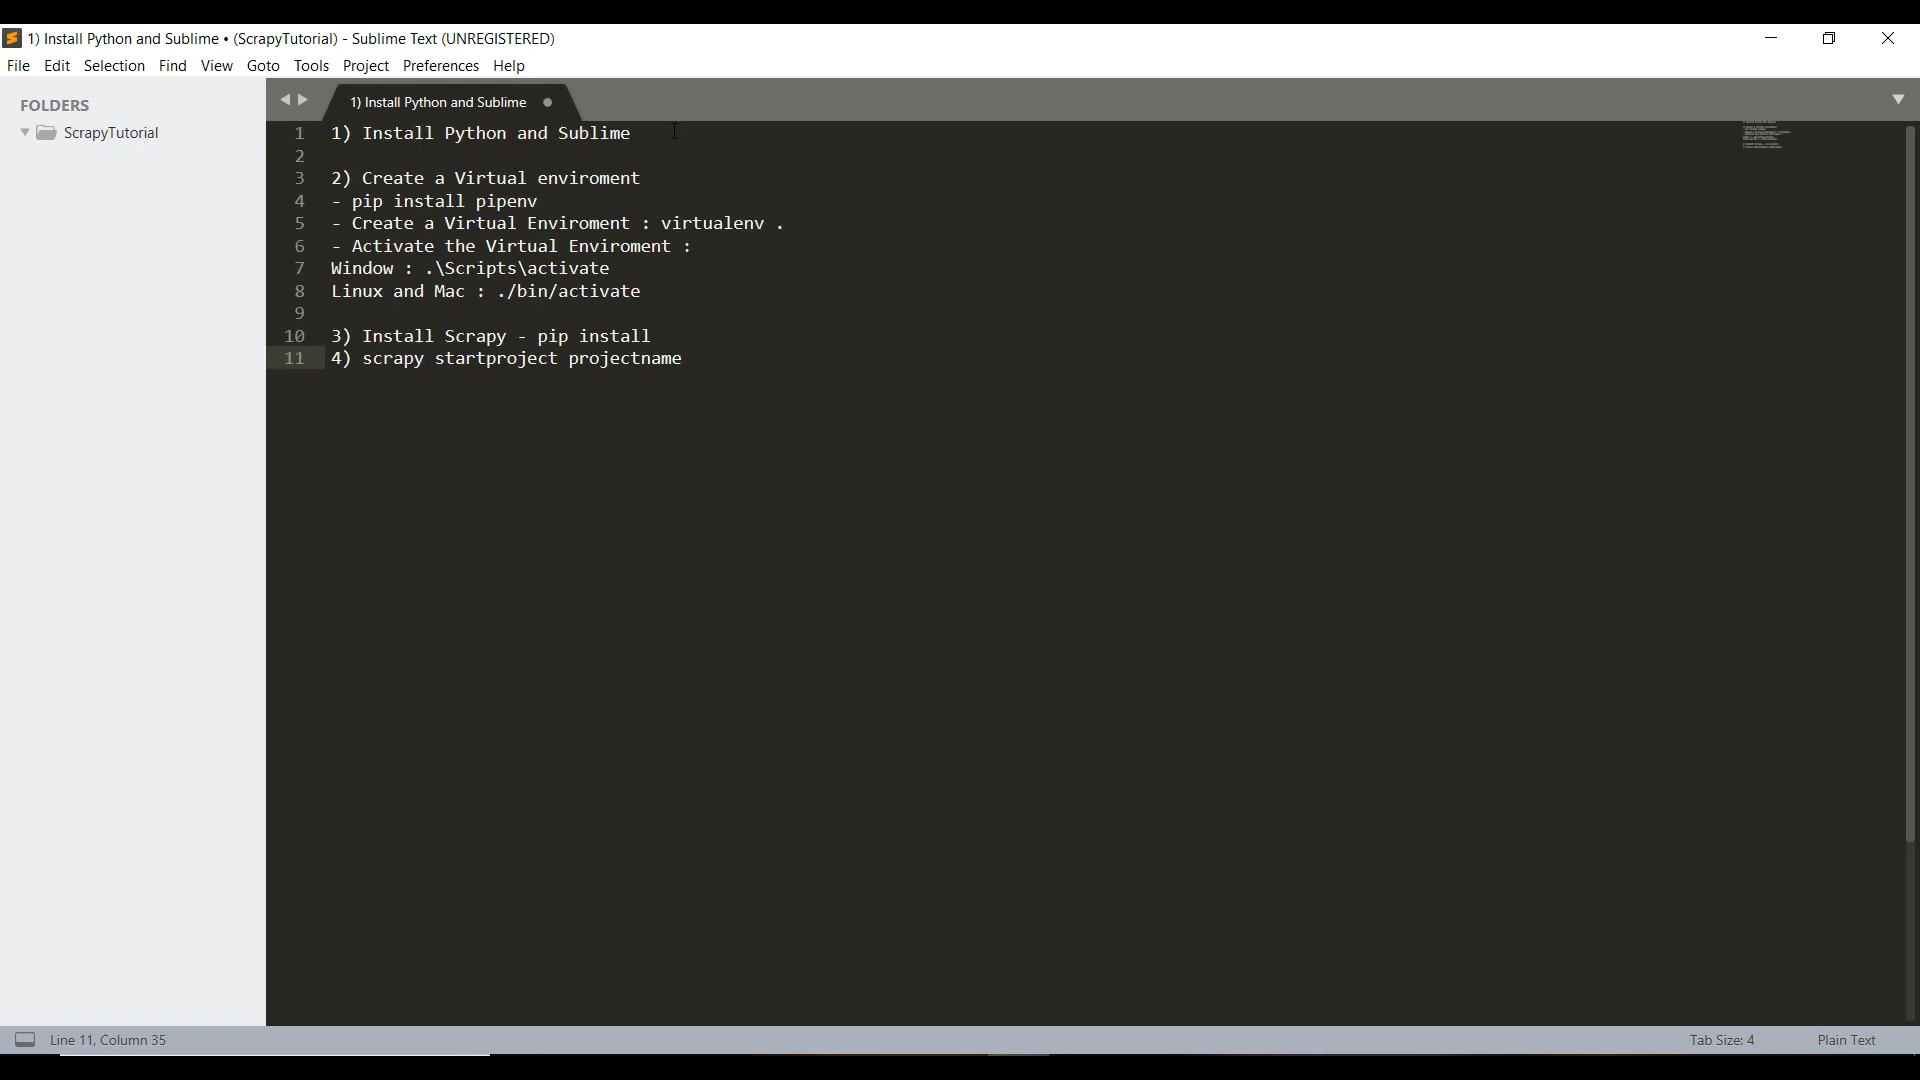 1) Install Python and Sublime • (ScrapyTutorial) - Sublime Text (UNREGISTERED)
File Edit Selection Find View Goto Tools Project Preferences Help
FOLDERS
ScrapyTutorial
1) Install Python and Sublime
1 1) Install Python and Sublime
2
3 2) Create a Virtual enviroment
4 - pip install pipenv
5 - Create a Virtual Enviroment : virtualenv .
6 - Activate the Virtual Enviroment :
7 Window : .\Scripts\activate
8 Linux and Mac : ./bin/activate
9
10 3) Install Scrapy - pip install
11 4) scrapy startproject projectname
Line 11, Column 35
Tab Size: 4
Plain Text